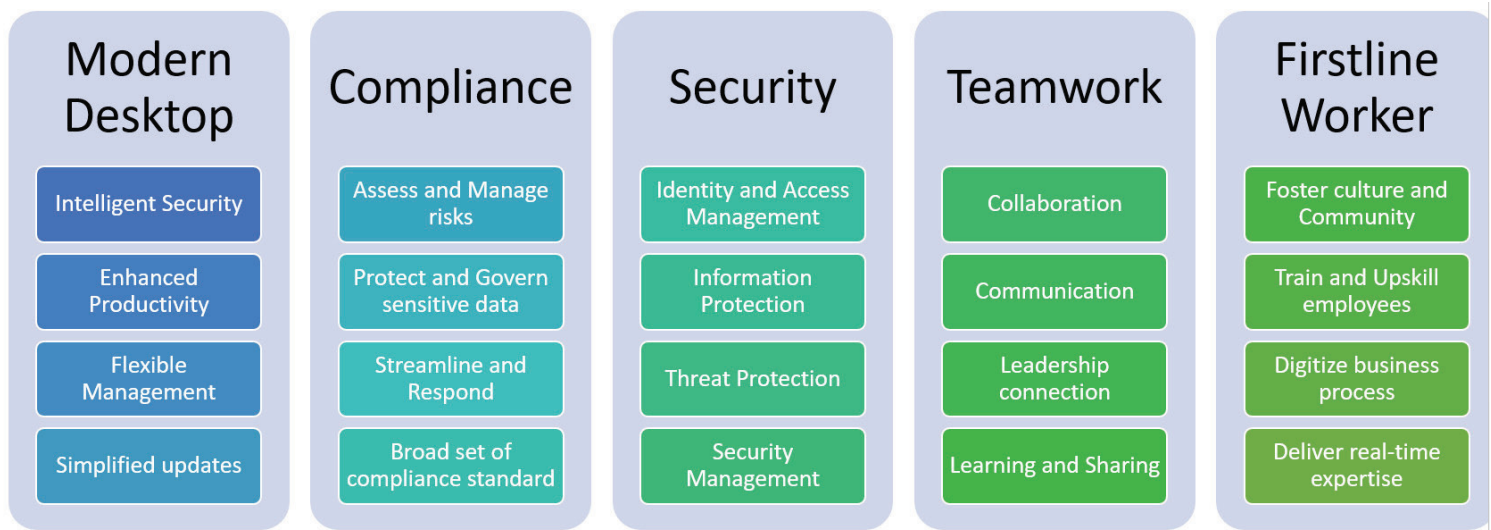 Modern
Desktop
Intelligent Security
Enhanced
Productivity
Flexible
Management
Simplified updates
Compliance
Assess and Manage
risks
Protect and Govern
sensitive data
Streamline and
Respond
Broad set of
compliance standard
Security
Identity and Access
Management
Information
Protection
Threat Protection
Security
Management
Teamwork
Collaboration
Communication
Leadership
connection
Learning and Sharing
Firstline
Worker
Foster culture and
Community
Train and Upskill
employees
Digitize business
process
Deliver real-time
expertise